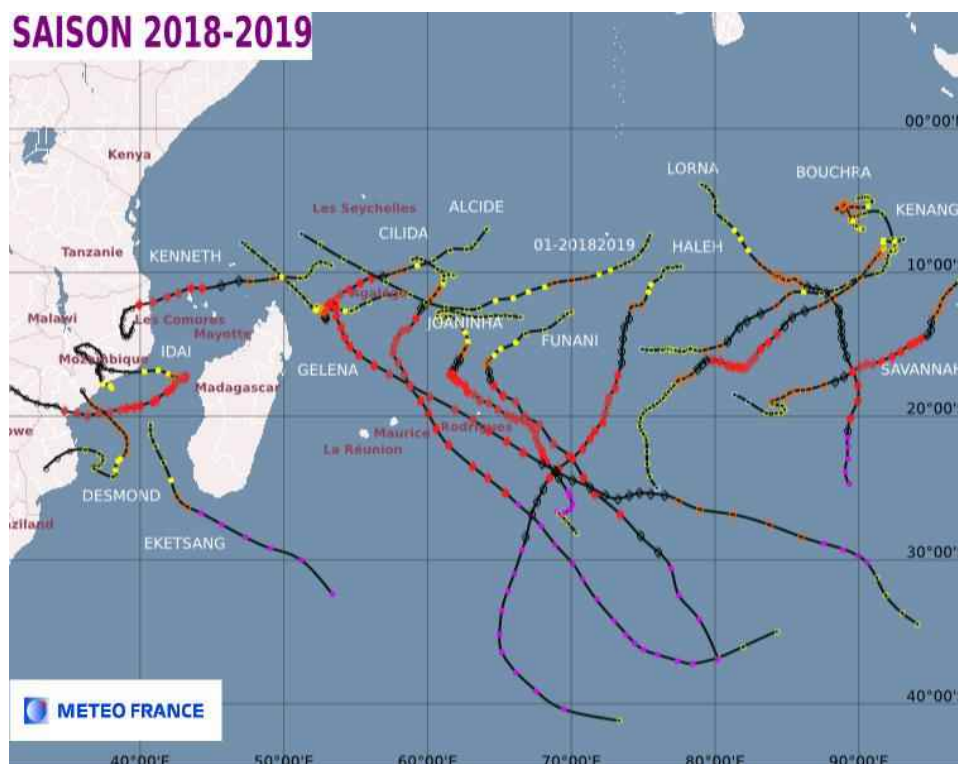 SAISON 2018-2019
00°00'
Kenya
LORNA
BOUCHRA
Les Seychelles
ALCIDE
KENANG
CILIDA
01-20182019
HALEH
Tanzanie
KENNETH
10°00'
Agalega
Malawi
Les Comores
Mayotte
JOANINHA
FUNANI
Mozambique
IDAI
GELENA
SAVANNAH
Madagascar
20°00'
Maurice
Rodrigues
La Réunion
DESMOND
EKETSANG
30°00'
METEO FRANCE
40°00'
40°00'E
50°00'E
60°00'E
70°00'E
80°00'E
90°00'E